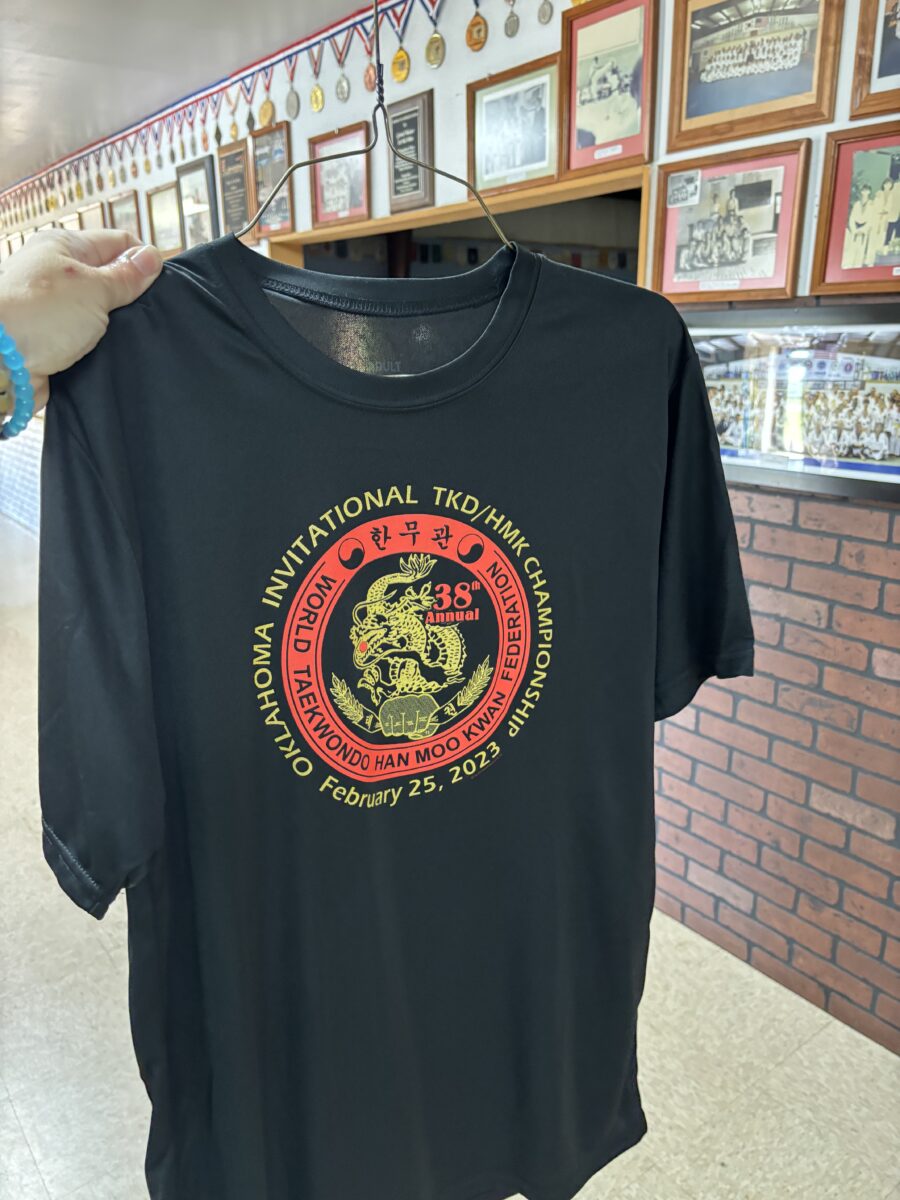 ADULT
OKLAHOMA INVITATIONAL TKD/HMK CHAMPIONSHIP
한무관
WORLD TAEKWONDO HAN MOO KWAN FEDERATION
38th
Annual
February 25, 2023